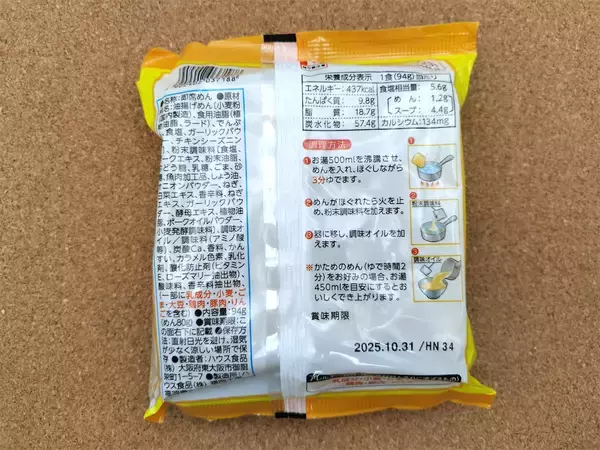 名称:即席めん●原材
油揚げめん(小麦粉
国内製造)、食用油脂(植
油脂、ラード)、でんぷ
食塩、ガーリックパウ
チキンシーズニン
粉末調味料[食塩、
ークエキス、粉末油脂、
どう糖、乳糖、ごま、砂
魚肉加工品、しょう油、
ニオンパウダー、ねぎ、
白菜エキス、香辛料、
エキス、ガーリックパウ
酵母エキス、植物油
ポークオイルパウダー、
小麦発酵調味料]、調味オ
イル/調味料(アミノ酸
等)、炭酸Ca、香料、かん
すい、カラメル色素、乳化
剤、酸化防止剤(ビタミン
E、ローズマリー油出物)、
酸味料、香辛料抽出物、
(一部に乳成分・小麦・ご
ま・大豆・鶏肉・豚肉・りん
ごを含む)●内容量:94g
(めん80g)●賞味期限:こ
の面右下に記載●保存方
法:直射日光を避け、湿気
が少なく涼しい場所で保
存●製造者:ハウス食品
(株) 大阪府東大阪市御厨
栄町1-5-7
栄養成分表示 1食(94g)当たり
エネルギー:437kcal
たんぱく質: 9.8g
脂質: 18.7g
炭水化物: 57.4g
食塩相当量: 5.6g
(めん: 1.2g)
(スープ: 4.4g)
カルシウム:134mg
調理方法
❶お湯500mlを沸騰させ、
めんを入れ、ほぐしながら
3分ゆでます。
❷めんがほぐれたら火を止
め、粉末調味料を加えます。
❸器に移し、調味オイルを加
えます。
※かためのめん(ゆで時間2
分)をお好みの場合、お湯
450mlを目安にするとお
いしくでき上がります。
1
2
粉末調味料
3
調味オイル
賞味期限
2025.10.31 /HN 34